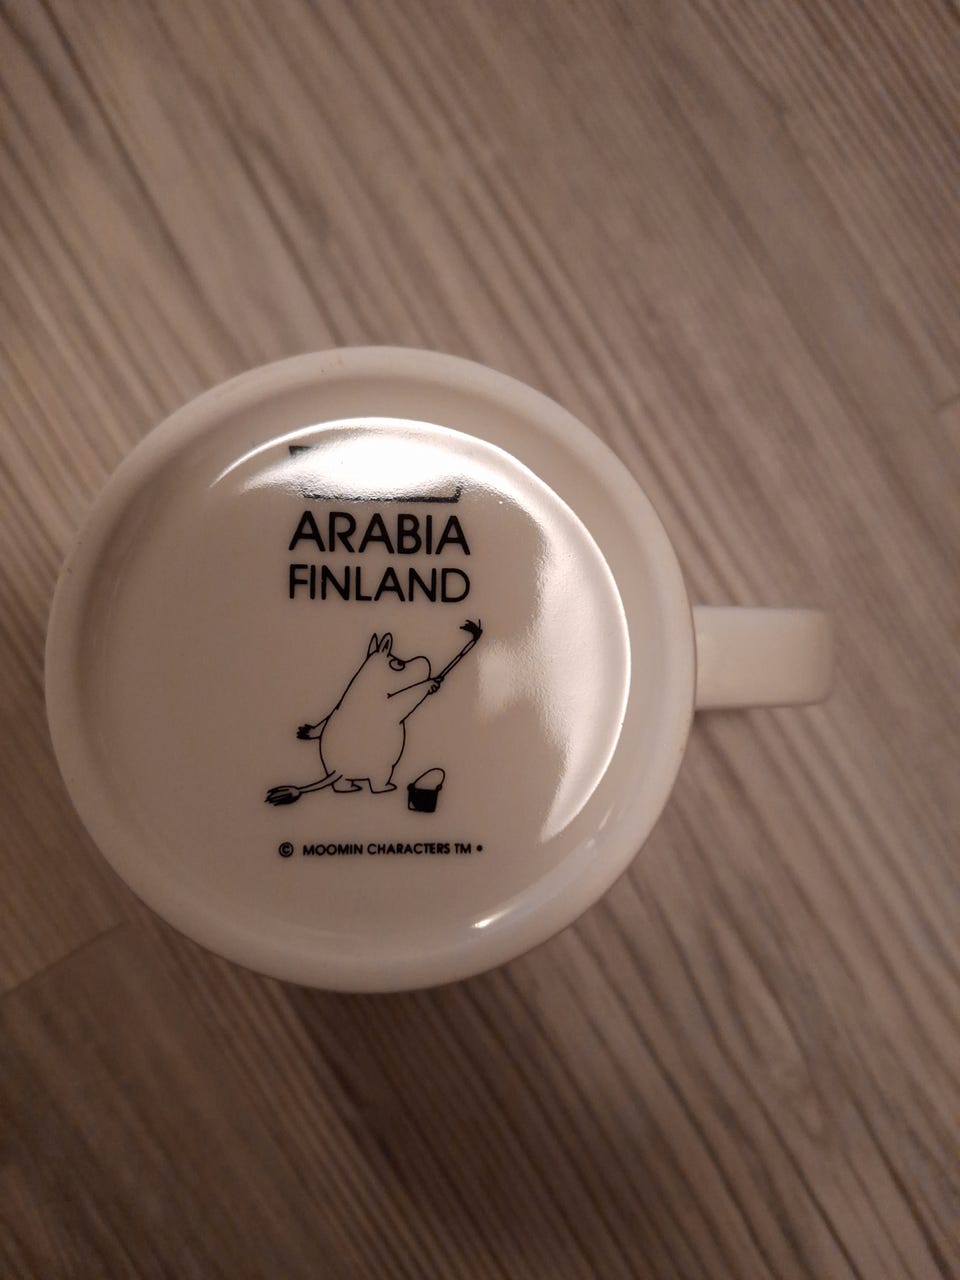 ARABIA
FINLAND
© MOOMIN CHARACTERS TM •